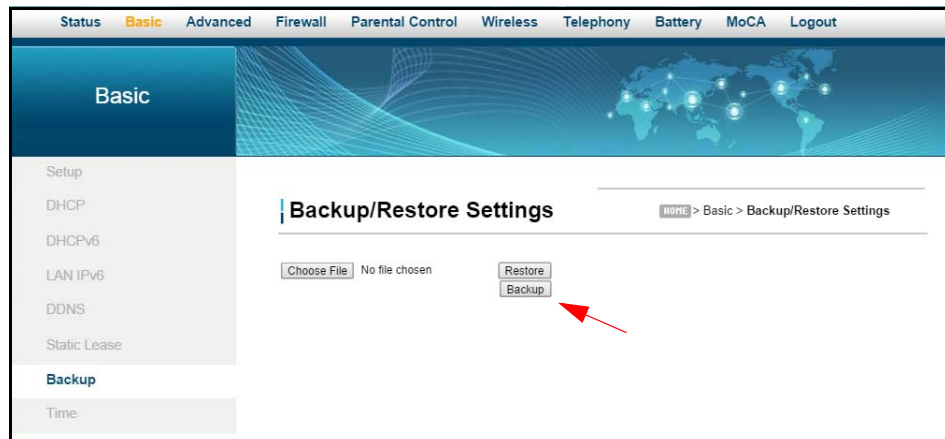 Status Basic Advanced Firewall Parental Control Wireless Telephony Battery MoCA Logout
Basic
Setup
DHCP
DHCPv6
LAN IPv6
DDNS
Static Lease
Backup
Time
Backup/Restore Settings
HOME > Basic > Backup/Restore Settings
Choose File No file chosen Restore
Backup